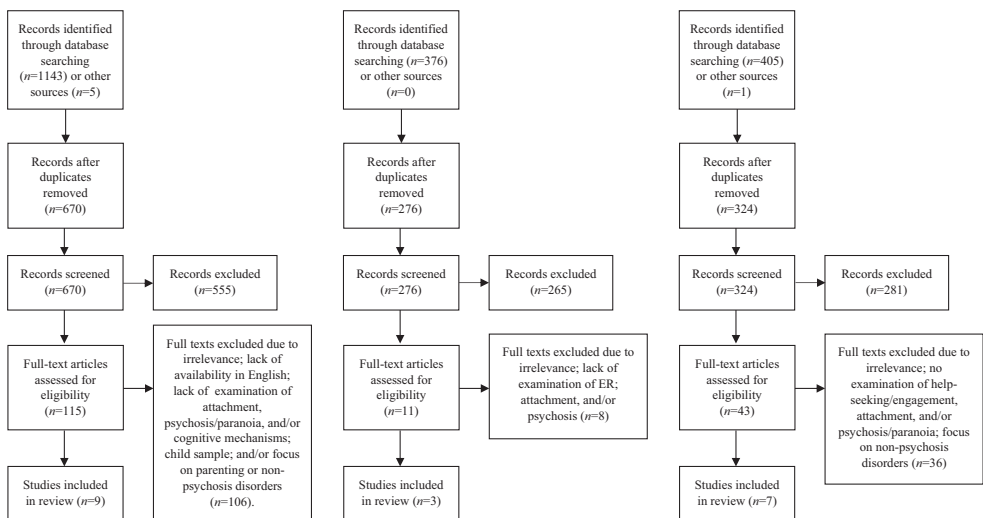 Records identified
through database
searching
(n=1143) or other
sources (n=5)
Records after
duplicates
removed
(n=670)
Records screened
(n=670)
Records excluded
(n=555)
Full-text articles
assessed for
eligibility
(n=115)
Full texts excluded due to
irrelevance; lack of
availability in English;
lack of examination of
attachment,
psychosis/paranoia, and/or
cognitive mechanisms;
child sample; and/or focus
on parenting or non-
psychosis disorders
(n=106).
Studies included
in review (n=9)
Records identified
through database
searching (n=376)
or other sources
(n=0)
Records after
duplicates
removed
(n=276)
Records screened
(n=276)
Records excluded
(n=265)
Full-text articles
assessed for
eligibility
(n=11)
Full texts excluded due to
irrelevance; lack of
examination of ER;
attachment, and/or
psychosis (n=8)
Studies included
in review (n=3)
Records identified
through database
searching (n=405)
or other sources
(n=1)
Records after
duplicates
removed
(n=324)
Records screened
(n=324)
Records excluded
(n=281)
Full-text articles
assessed for
eligibility
(n=43)
Full texts excluded due to
irrelevance; no
examination of help-
seeking/engagement,
attachment, and/or
psychosis/paranoia; focus
on non-psychosis
disorders (n=36)
Studies included
in review (n=7)